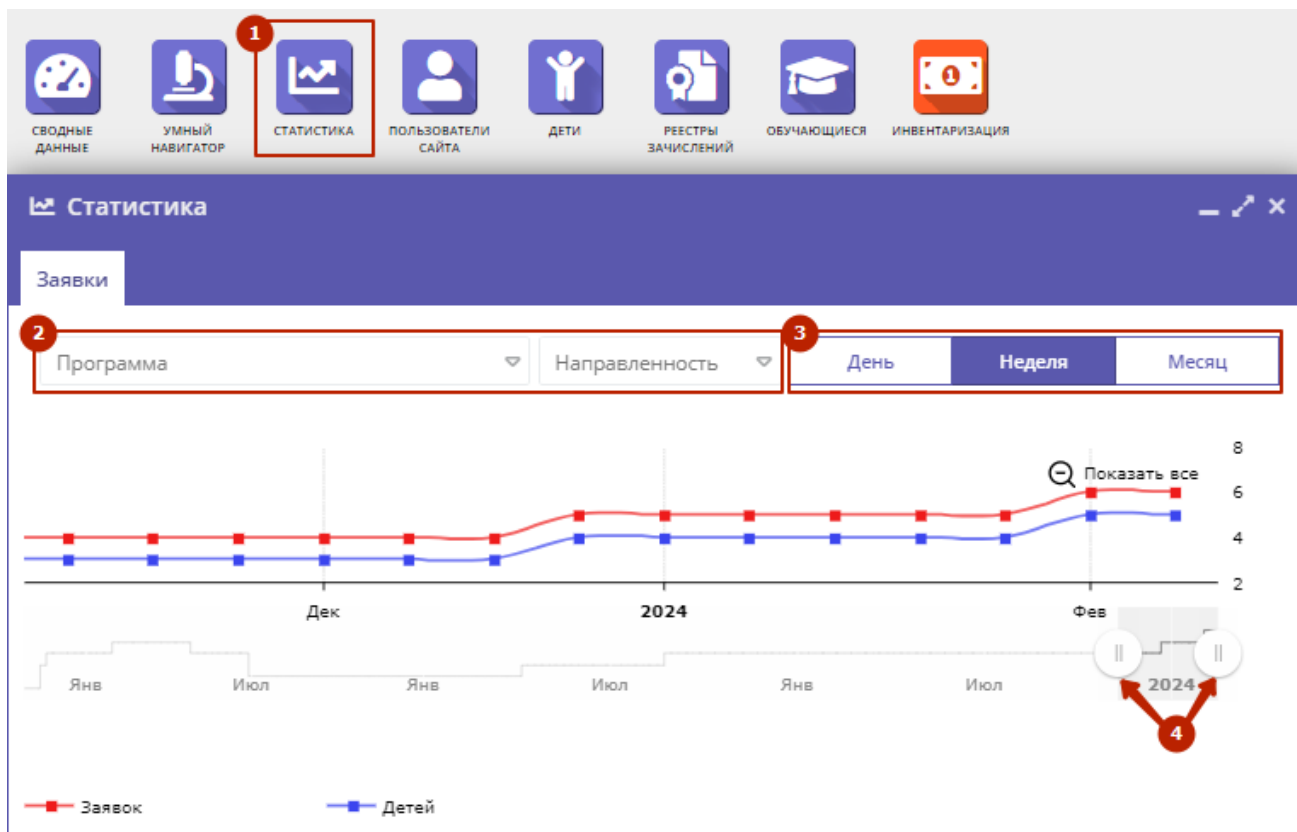 1
СВОДНЫЕ
ДАННЫЕ
УМНЫЙ
НАВИГАТОР
СТАТИСТИКА
ПОЛЬЗОВАТЕЛИ
САЙТА
ДЕТИ
РЕЕСТРЫ
ЗАЧИСЛЕНИЙ
ОБУЧАЮЩИЕСЯ
1
ИНВЕНТАРИЗАЦИЯ
Статистика
Заявки
2
Программа
Направленность
3
День
Неделя
Месяц
Показать все
8
6
4
2
Дек
2024
Фев
Янв
Июл
Янв
Июл
Янв
Июл
2024
4
Заявок
Детей